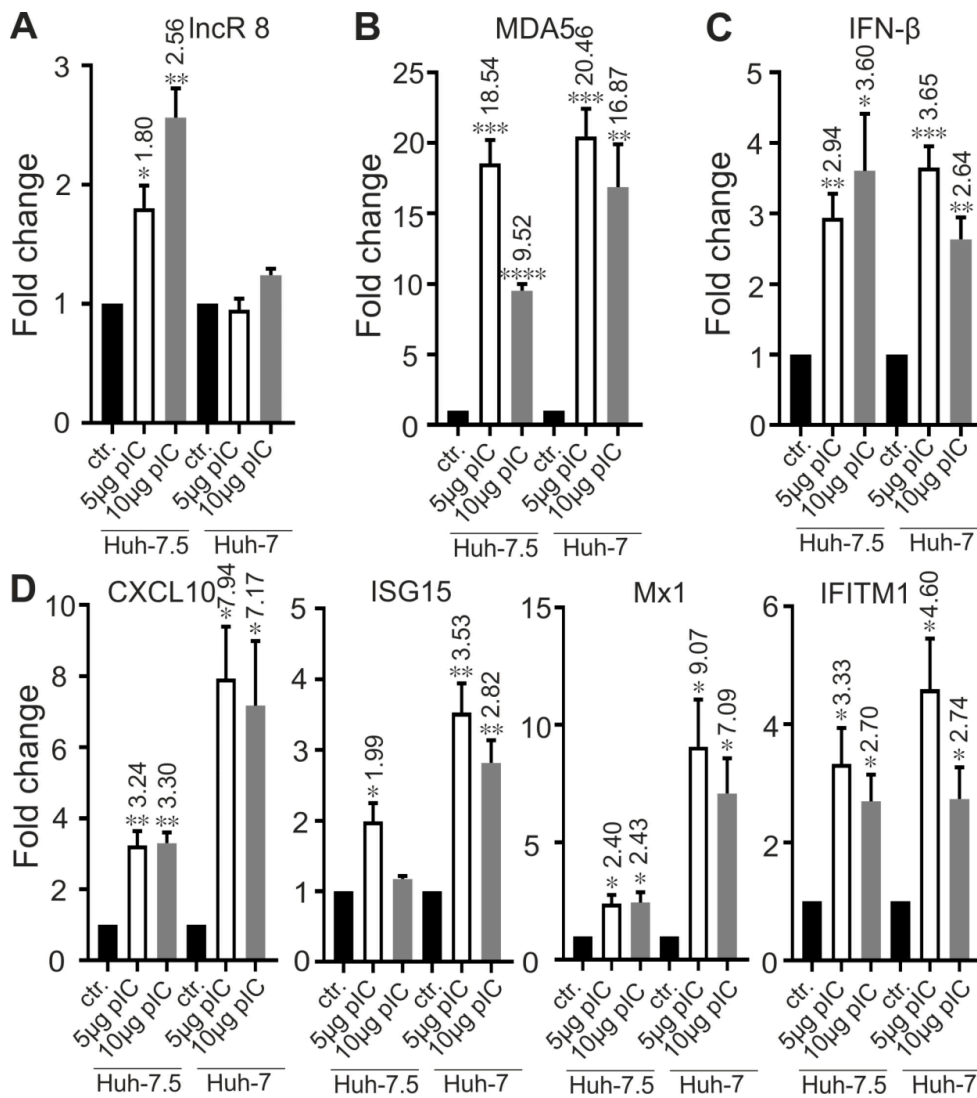 A lncR 8
Fold change
3
2
1
0
* 1.80
** 2.56
ctr.
5μg pIC
10μg pIC
ctr.
5μg pIC
10μg pIC
Huh-7.5 Huh-7
B MDA5
Fold change
25
20
15
10
5
0
*** 18.54
**** 9.52
*** 20.46
** 16.87
ctr.
5μg pIC
10μg pIC
ctr.
5μg pIC
10μg pIC
Huh-7.5 Huh-7
C IFN-β
Fold change
5
4
3
2
1
0
** 2.94
* 3.60
*** 3.65
** 2.64
ctr.
5μg pIC
10μg pIC
ctr.
5μg pIC
10μg pIC
Huh-7.5 Huh-7
D CXCL10
Fold change
10
8
6
4
2
0
** 3.24
** 3.30
* 7.94
* 7.17
ctr.
5μg pIC
10μg pIC
ctr.
5μg pIC
10μg pIC
Huh-7.5 Huh-7
ISG15
5
4
3
2
1
0
* 1.99
** 3.53
** 2.82
ctr.
5μg pIC
10μg pIC
ctr.
5μg pIC
10μg pIC
Huh-7.5 Huh-7
Mx1
15
10
5
0
* 2.40
* 2.43
* 9.07
* 7.09
ctr.
5μg pIC
10μg pIC
ctr.
5μg pIC
10μg pIC
Huh-7.5 Huh-7
IFITM1
6
4
2
0
* 3.33
* 2.70
* 4.60
* 2.74
ctr.
5μg pIC
10μg pIC
ctr.
5μg pIC
10μg pIC
Huh-7.5 Huh-7